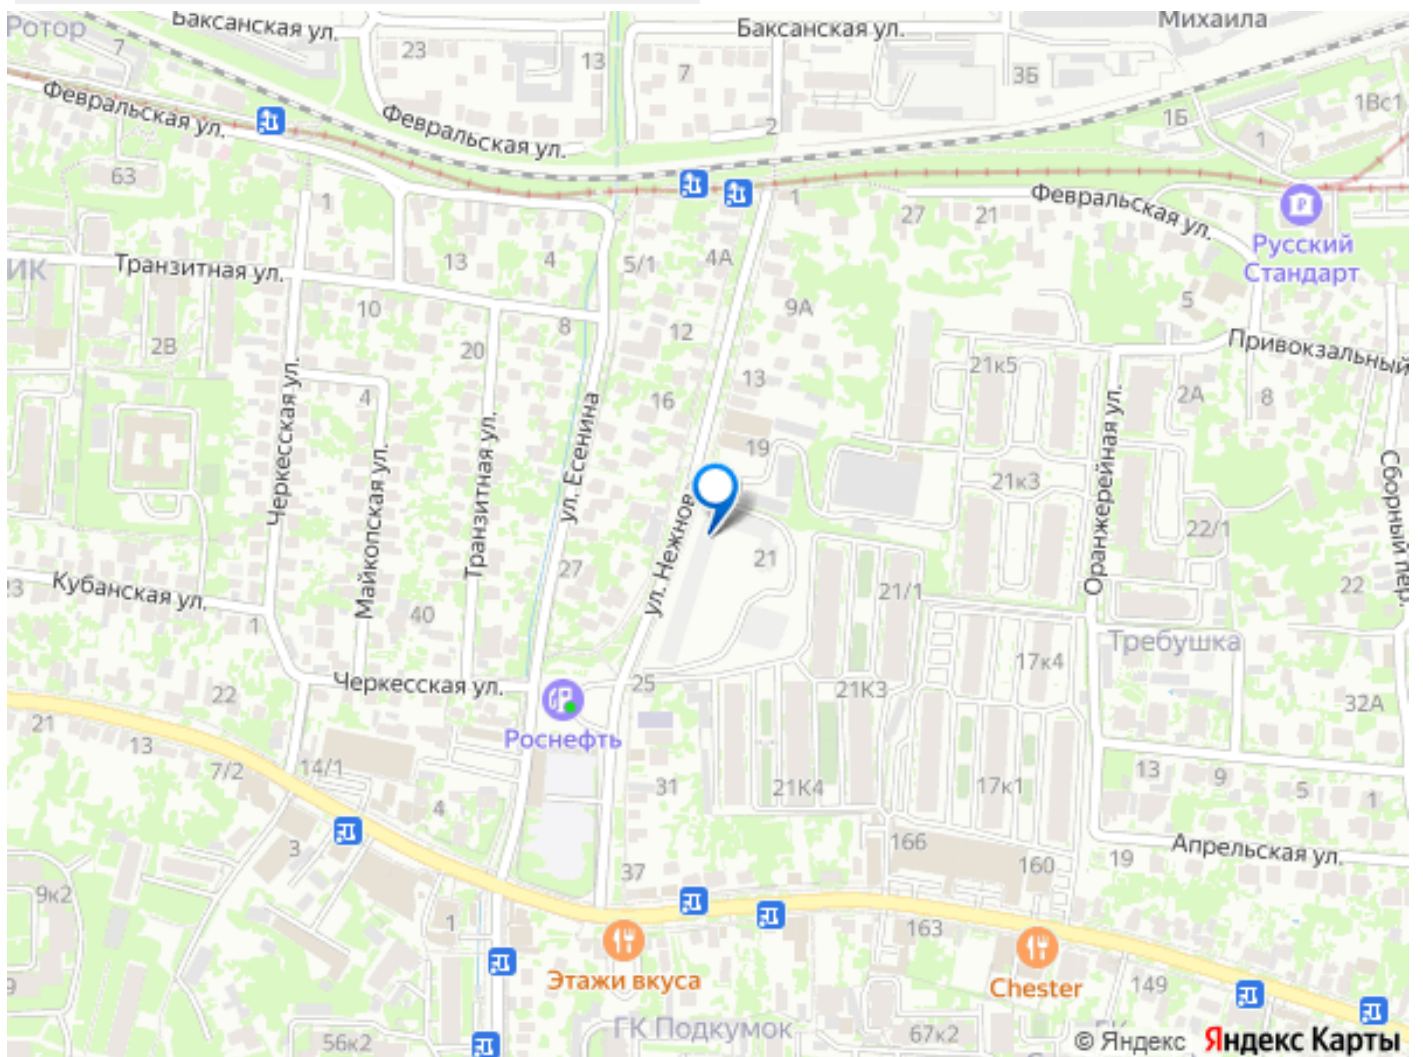 Ротор
Баксанская ул.
Баксанская ул.
Михаила
7
23
13
7
3Б
1Вс1
Февральская ул.
Февральская ул.
2
1Б
1
63
1
1
Февральская ул.
27
21
Русский
Стандарт
ИК
Транзитная ул.
13
4
5/1
4А
9А
5
10
8
12
2В
20
Привокзальный
4
16
13
21к5
2А
8
Черкесская ул.
Майкопская ул.
Транзитная ул.
ул. Есенина
19
21к3
Оранжерейная ул.
Сборный пер.
ул. Нежнов
22/1
21
27
23
Кубанская ул.
1
40
21/1
22
Требушка
17к4
Черкесская ул.
25
21К3
22
32А
21
13
7/2
14/1
Роснефть
4
31
21К4
17к1
13
9
5
1
3
166
160
19
Апрельская ул.
9к2
37
1
163
Этажи вкуса
Chester
149
9
56к2
ГК Подкумок
67к2
© Яндекс Яндекс Карты